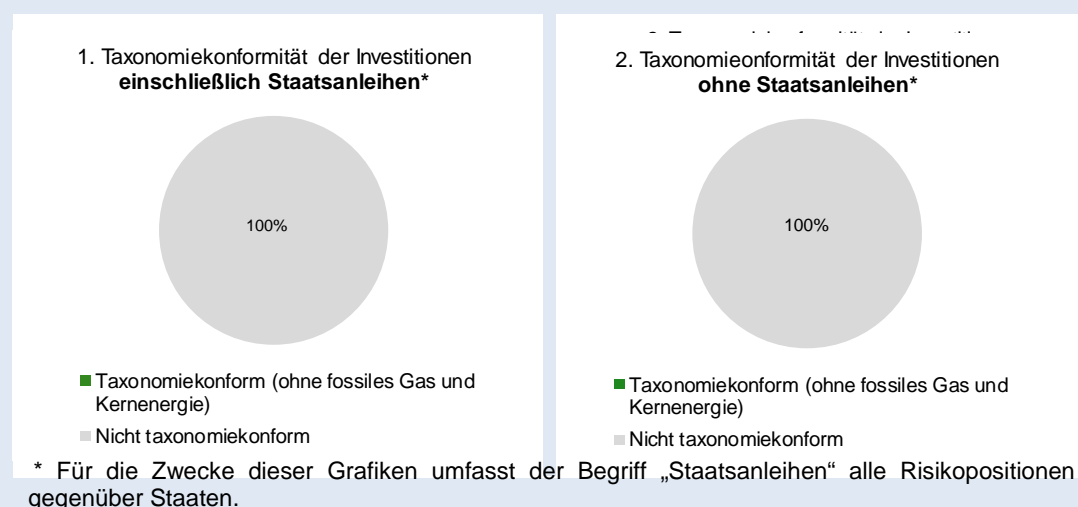 1. Taxonomiekonformität der Investitionen
einschließlich Staatsanleihen*
100%
Taxonomiekonform (ohne fossiles Gas und
Kernenergie)
Nicht taxonomiekonform
2. Taxonomieonformität der Investitionen
ohne Staatsanleihen*
100%
Taxonomiekonform (ohne fossiles Gas und
Kernenergie)
Nicht taxonomiekonform
* Für die Zwecke dieser Grafiken umfasst der Begriff „Staatsanleihen“ alle Risikopositionen
gegenüber Staaten.